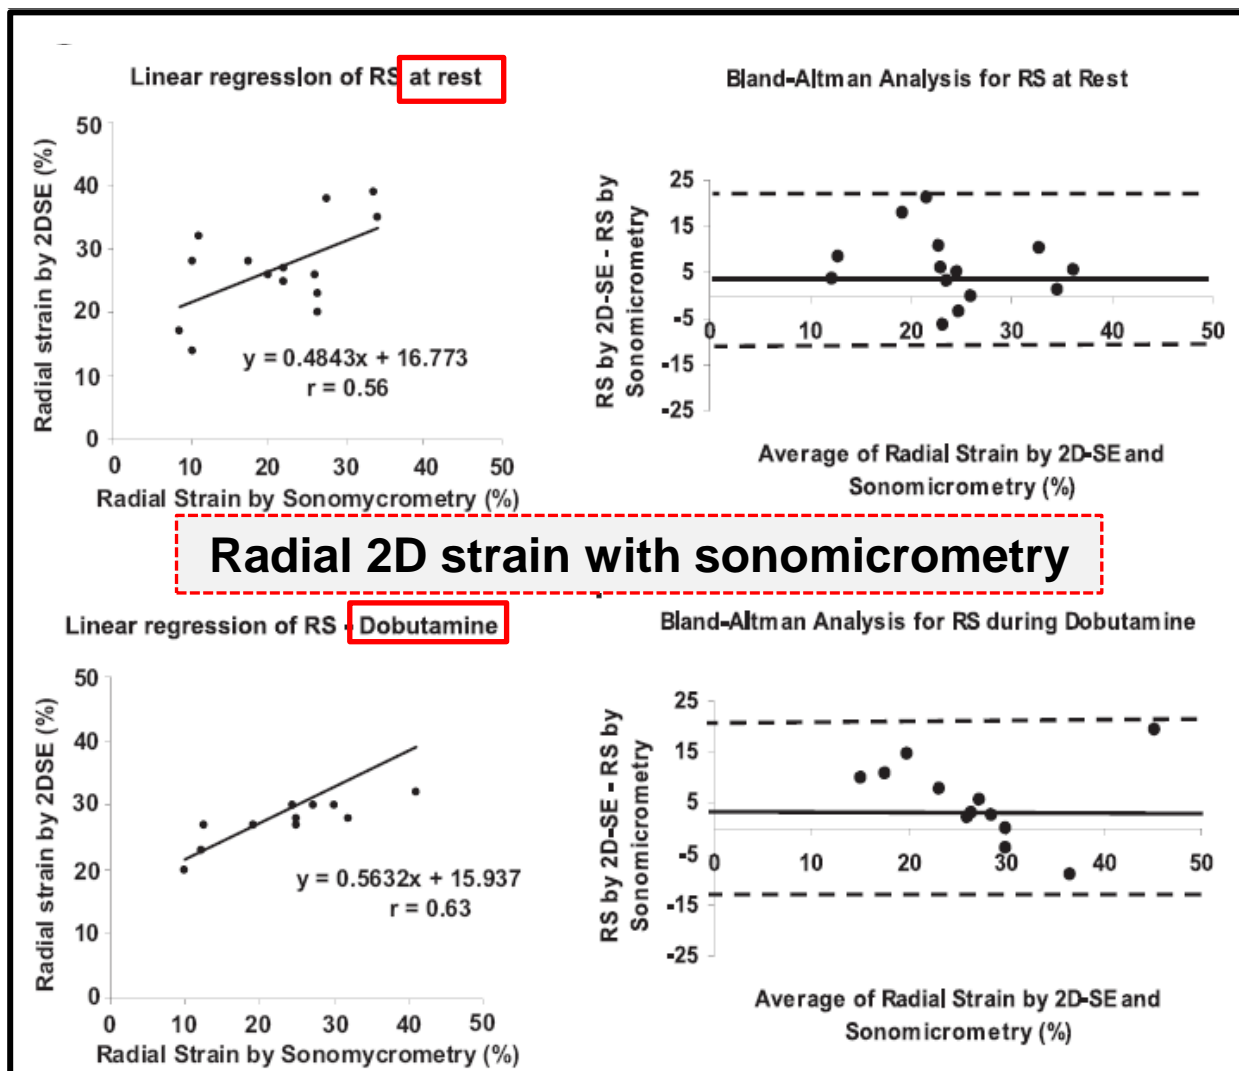 Linear regression of RS at rest
50
40
30
20
10
0
0 10 20 30 40 50
Radial strain by 2DSE (%)
y = 0.4843x + 16.773
r = 0.56
Radial Strain by Sonomycrometry (%)
Bland-Altman Analysis for RS at Rest
RS by 2D-SE - RS by
Sonomicrometry
25
15
5
-5
-15
-25
0 10 20 30 40 50
Average of Radial Strain by 2D-SE and
Sonomicrometry (%)
Radial 2D strain with sonomicrometry
Linear regression of RS - Dobutamine
50
40
30
20
10
0
0 10 20 30 40 50
Radial strain by 2DSE (%)
y = 0.5632x + 15.937
r = 0.63
Radial Strain by Sonomycrometry (%)
Bland-Altman Analysis for RS during Dobutamine
RS by 2D-SE - RS by
Sonomicrometry
25
15
5
-5
-15
-25
0 10 20 30 40 50
Average of Radial Strain by 2D-SE and
Sonomicrometry (%)